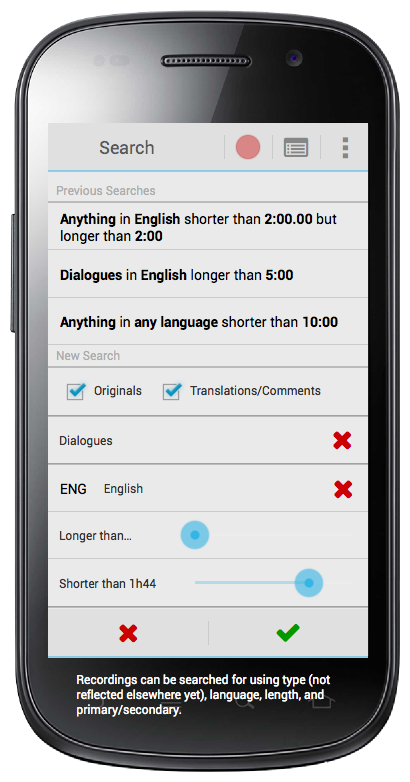 Search
Previous Searches
Anything in English shorter than 2:00.00 but
longer than 2:00
Dialogues in English longer than 5:00
Anything in any language shorter than 10:00
New Search
Originals
Translations/Comments
Dialogues
ENG English
Longer than...
Shorter than 1h44
Recordings can be searched for using type (not
reflected elsewhere yet), language, length, and
primary/secondary.